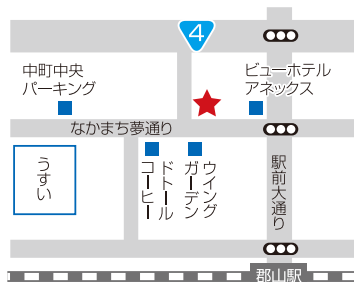 4
中町中央
パーキング
ビューホテル
アネックス
なかまち夢通り
うすい
ドトール
コーヒー
ウイング
ガーデン
駅前大通り
郡山駅